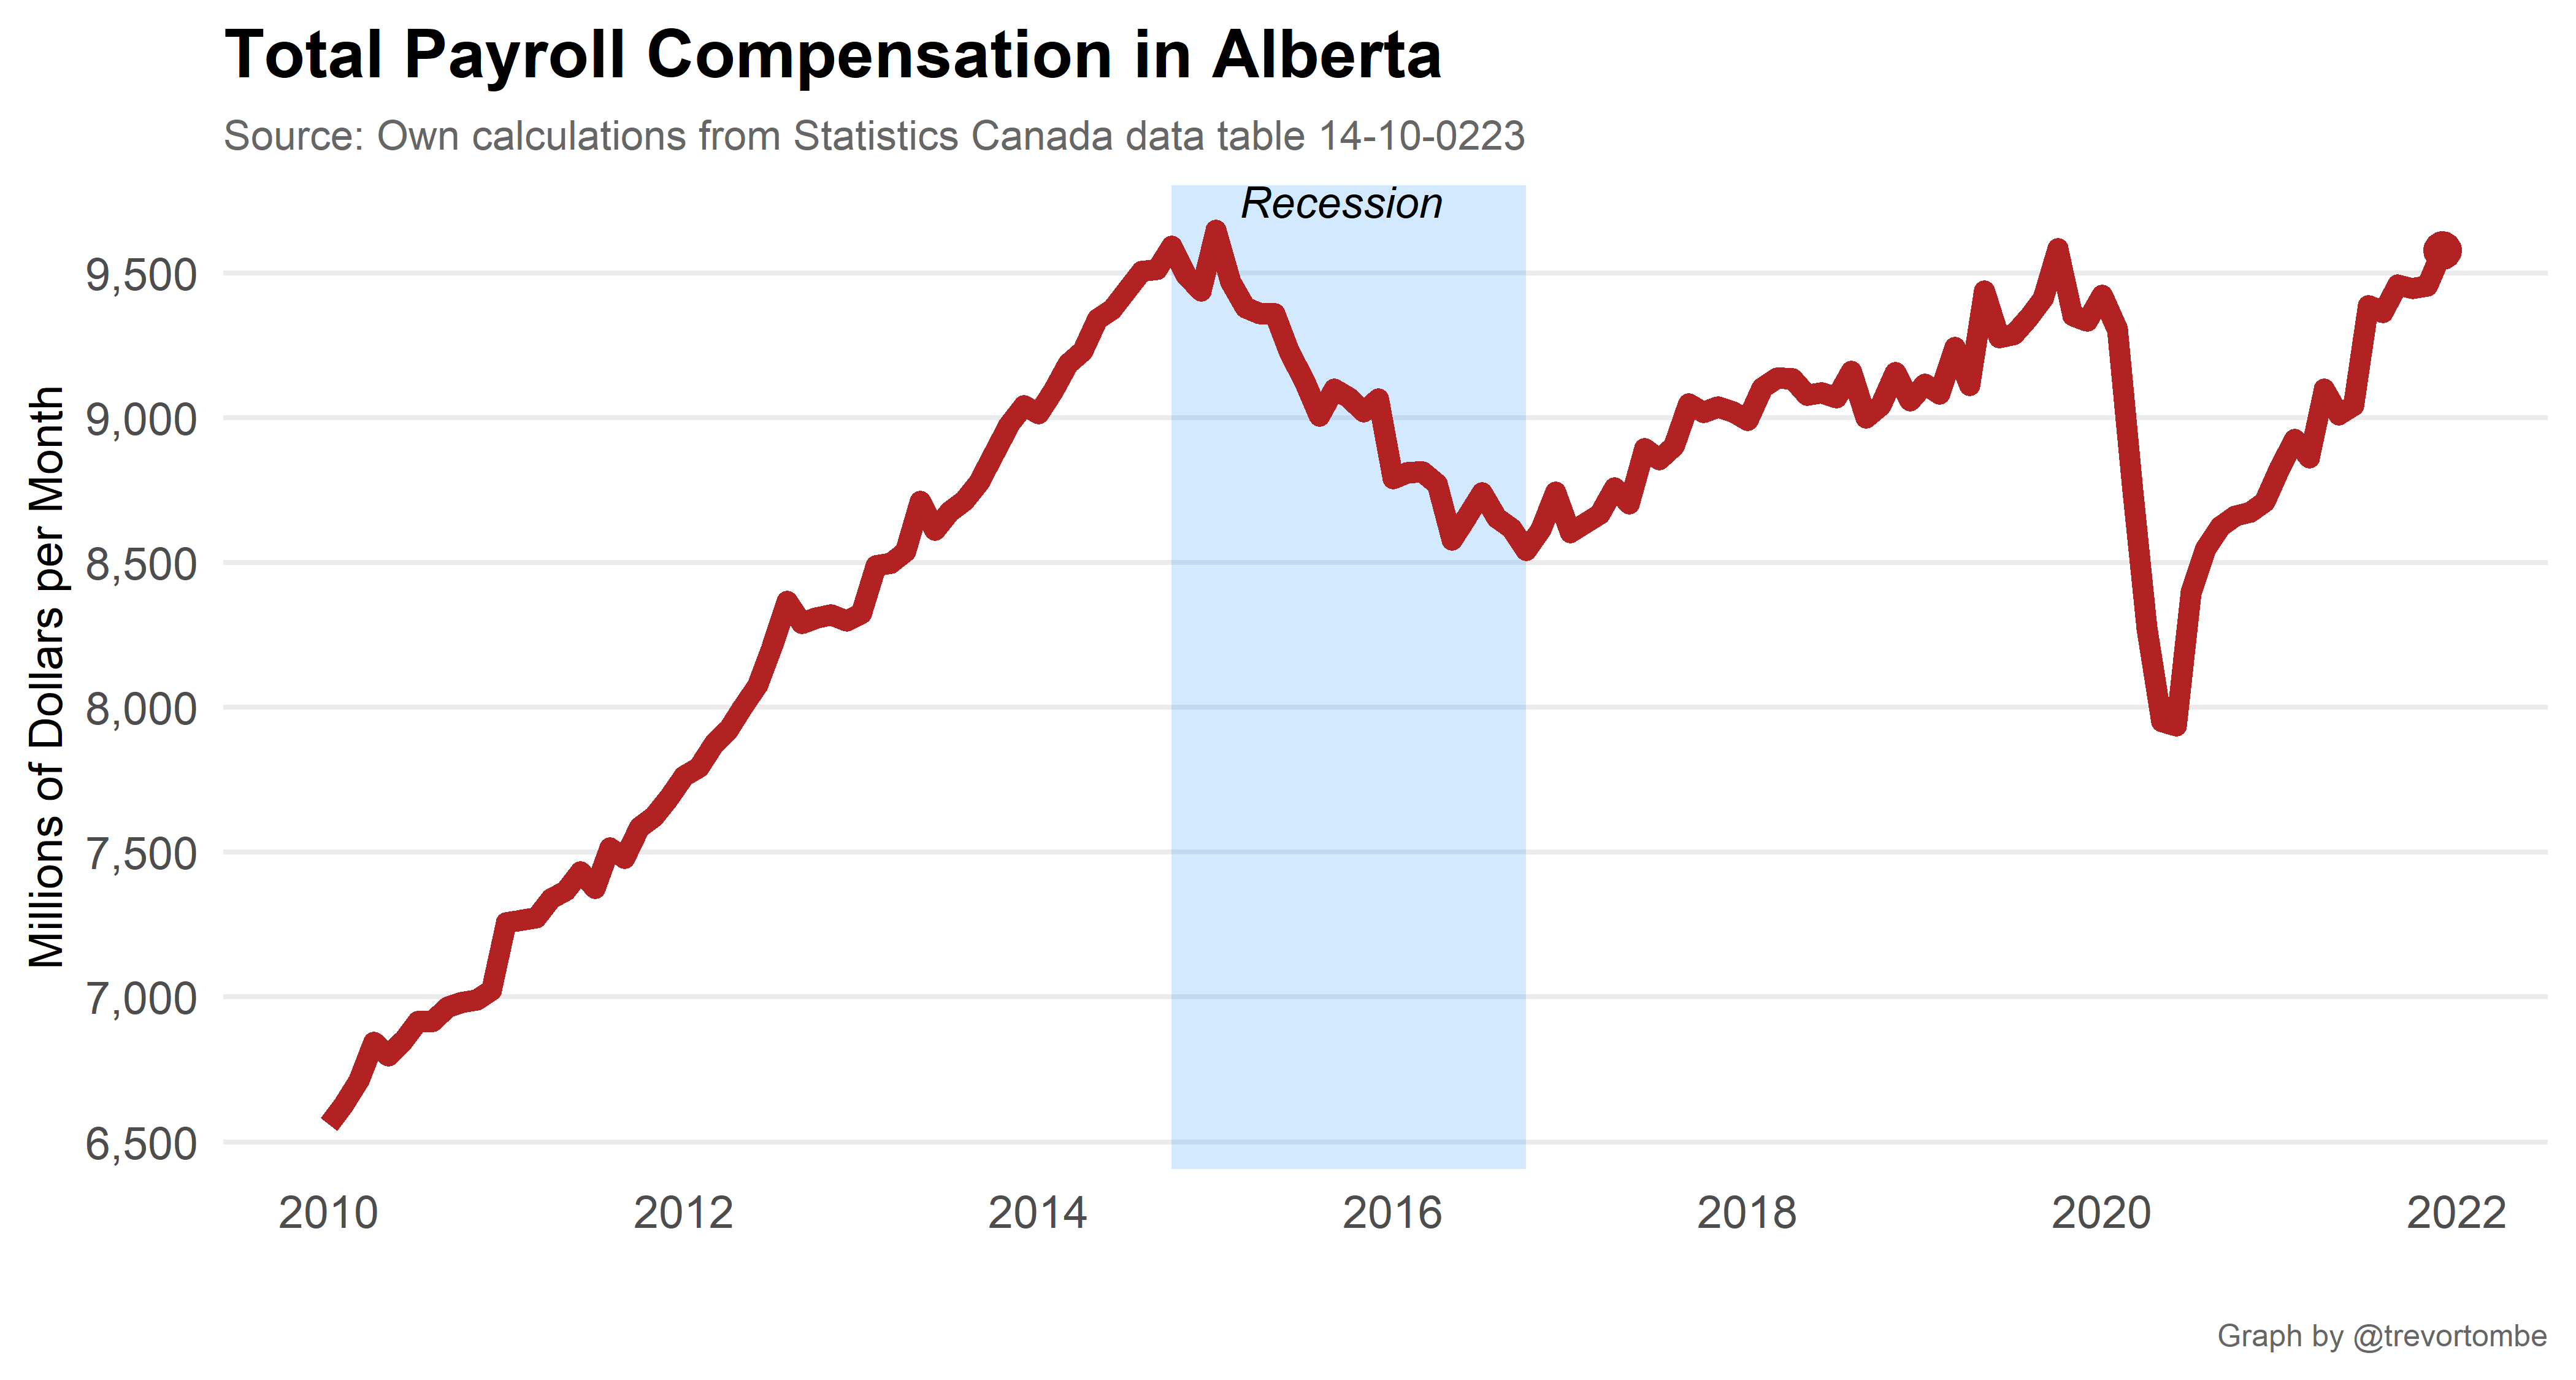 Total Payroll Compensation in Alberta
Source: Own calculations from Statistics Canada data table 14-10-0223
Recession
Millions of Dollars per Month
9,500
9,000
8,500
8,000
7,500
7,000
6,500
2010 2012 2014 2016 2018 2020 2022
Graph by @trevortombe